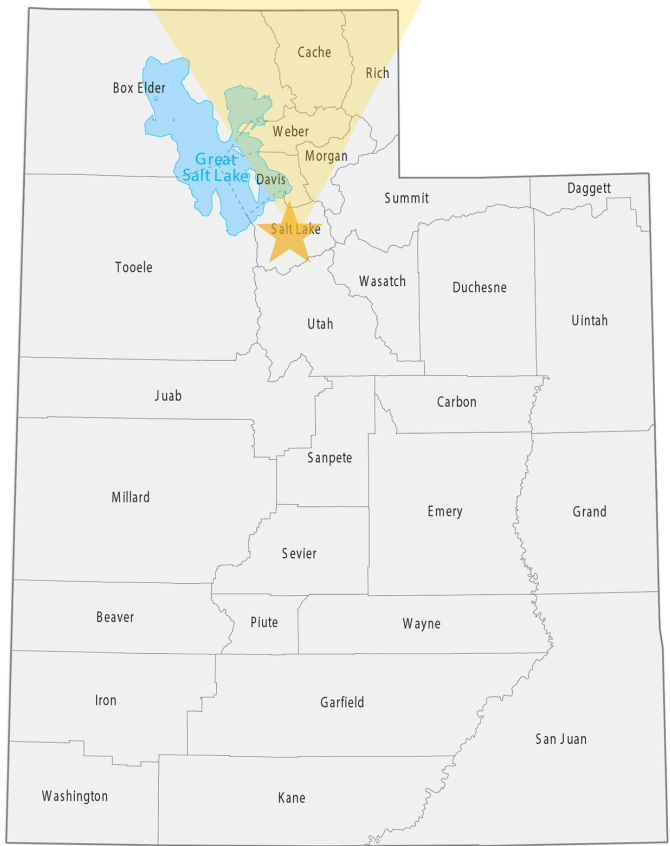 Cache
Rich
Box Elder
Weber
Morgan
Great
Salt Lake
Davis
Daggett
Summit
Salt Lake
Tooele
Wasatch
Duchesne
Uintah
Utah
Juab
Carbon
Sanpete
Millard
Emery
Grand
Sevier
Beaver
Piute
Wayne
Iron
Garfield
San Juan
Washington
Kane